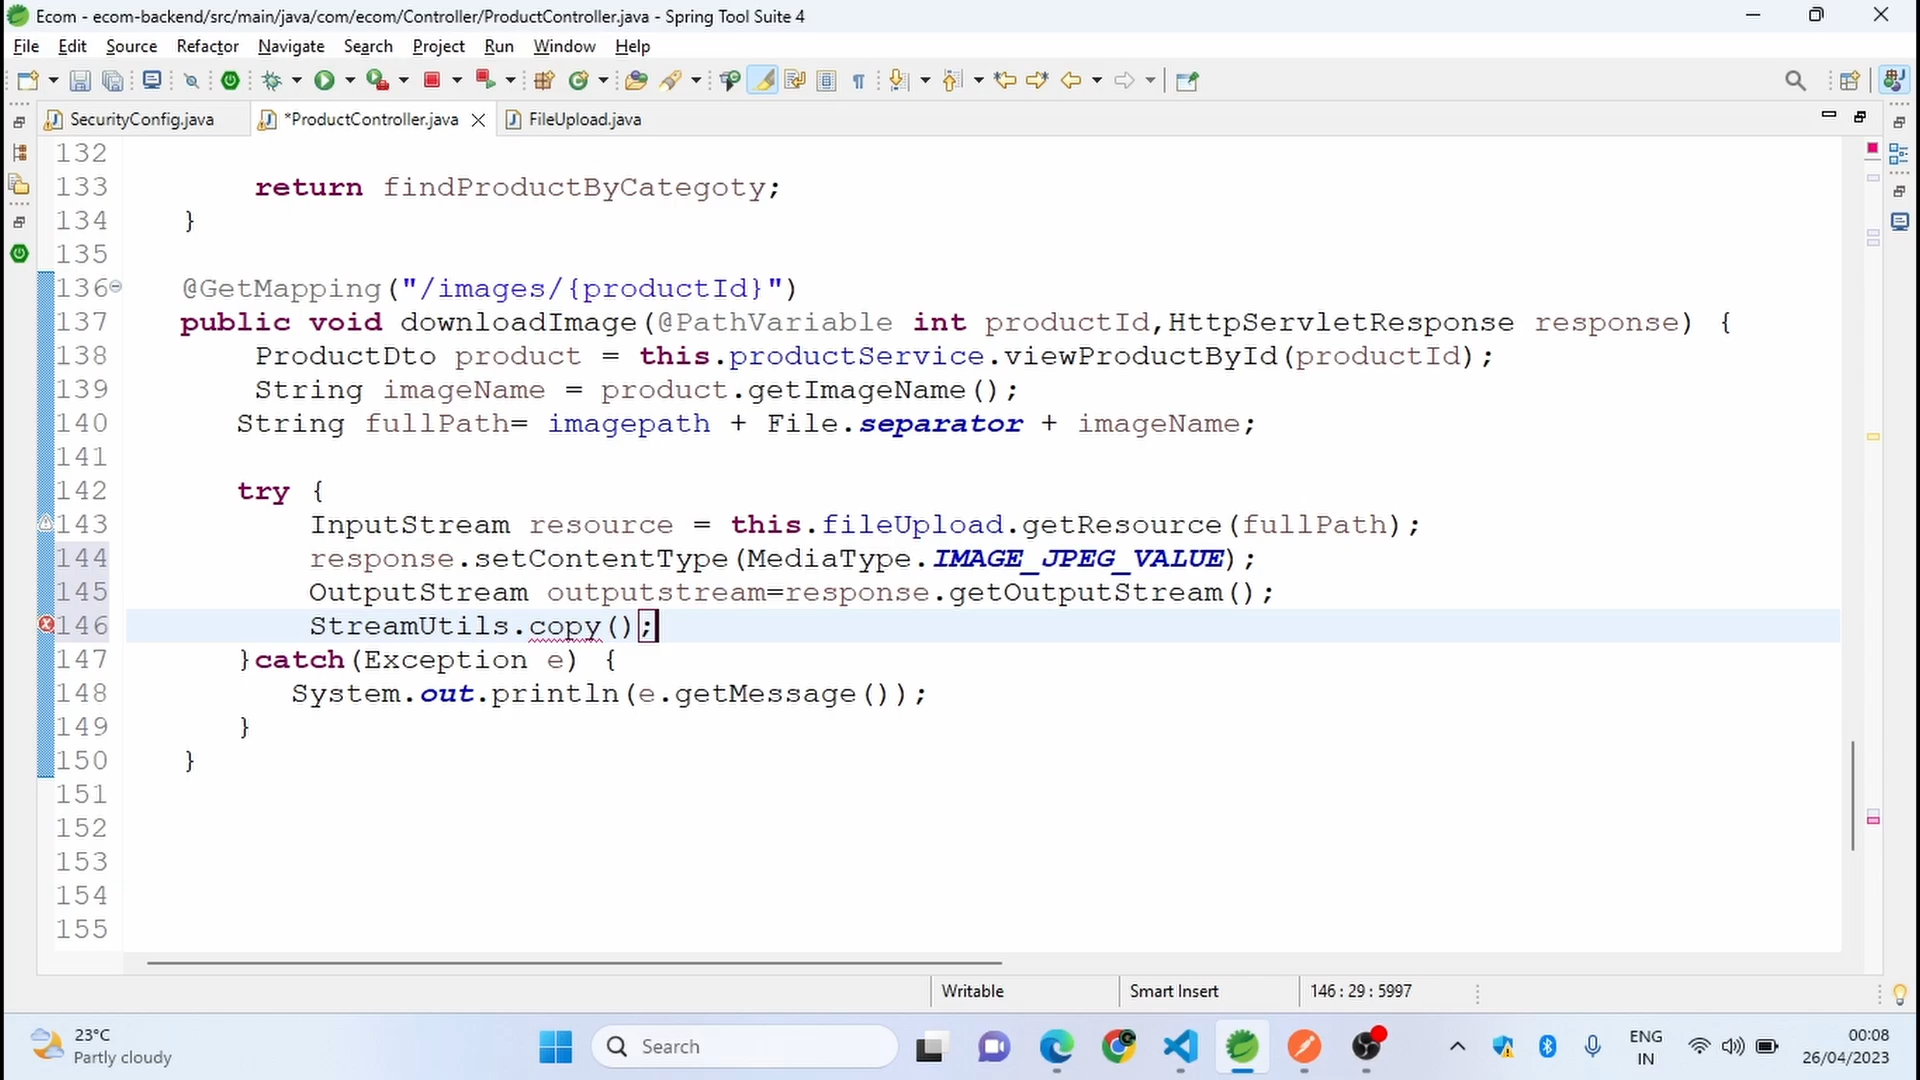 Ecom - ecom-backend/src/main/java/com/ecom/Controller/ProductController.java - Spring Tool Suite 4
File Edit Source Refactor Navigate Search Project Run Window Help
SecurityConfig.java *ProductController.java FileUpload.java
132
133 return findProductByCategoty;
134 }
135
136 @GetMapping("/images/{productId}")
137 public void downloadImage(@PathVariable int productId,HttpServletResponse response) {
138 ProductDto product = this.productService.viewProductById(productId);
139 String imageName = product.getImageName();
140 String fullPath= imagepath + File.separator + imageName;
141
142 try {
143 InputStream resource = this.fileUpload.getResource(fullPath);
144 response.setContentType(MediaType.IMAGE_JPEG_VALUE);
145 OutputStream outputstream=response.getOutputStream();
146 StreamUtils.copy();
147 }catch(Exception e) {
148 System.out.println(e.getMessage());
149 }
150 }
151
152
153
154
155
Writable Smart Insert 146 : 29 : 5997
23°C
Partly cloudy
Search
ENG
IN
00:08
26/04/2023